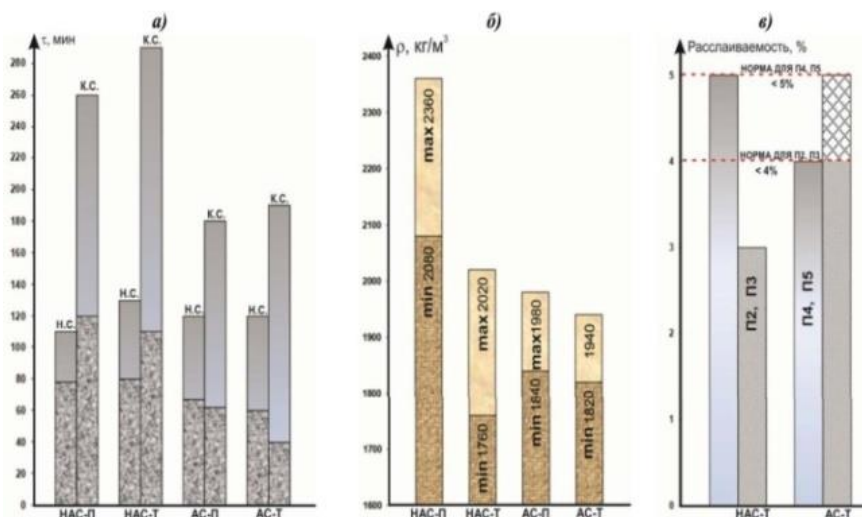 а)
б)
в)
τ, мин
280
260
240
220
200
180
160
140
120
100
80
60
40
20
0
Н.С.
К.С.
Н.С.
К.С.
Н.С.
К.С.
Н.С.
К.С.
НАС-П
НАС-Т
АС-П
АС-Т
ρ, кг/м³
2400
2300
2200
2100
2000
1900
1800
1700
1600
max 2360
min 2080
max 2020
min 1760
max 1980
min 1840
1940
min 1820
НАС-П
НАС-Т
АС-П
АС-Т
Расслаиваемость, %
НОРМА ДЛЯ П4, П5
< 5%
НОРМА ДЛЯ П2, П3
< 4%
5
4
3
2
1
0
П2, П3
П4, П5
НАС-Т
АС-Т